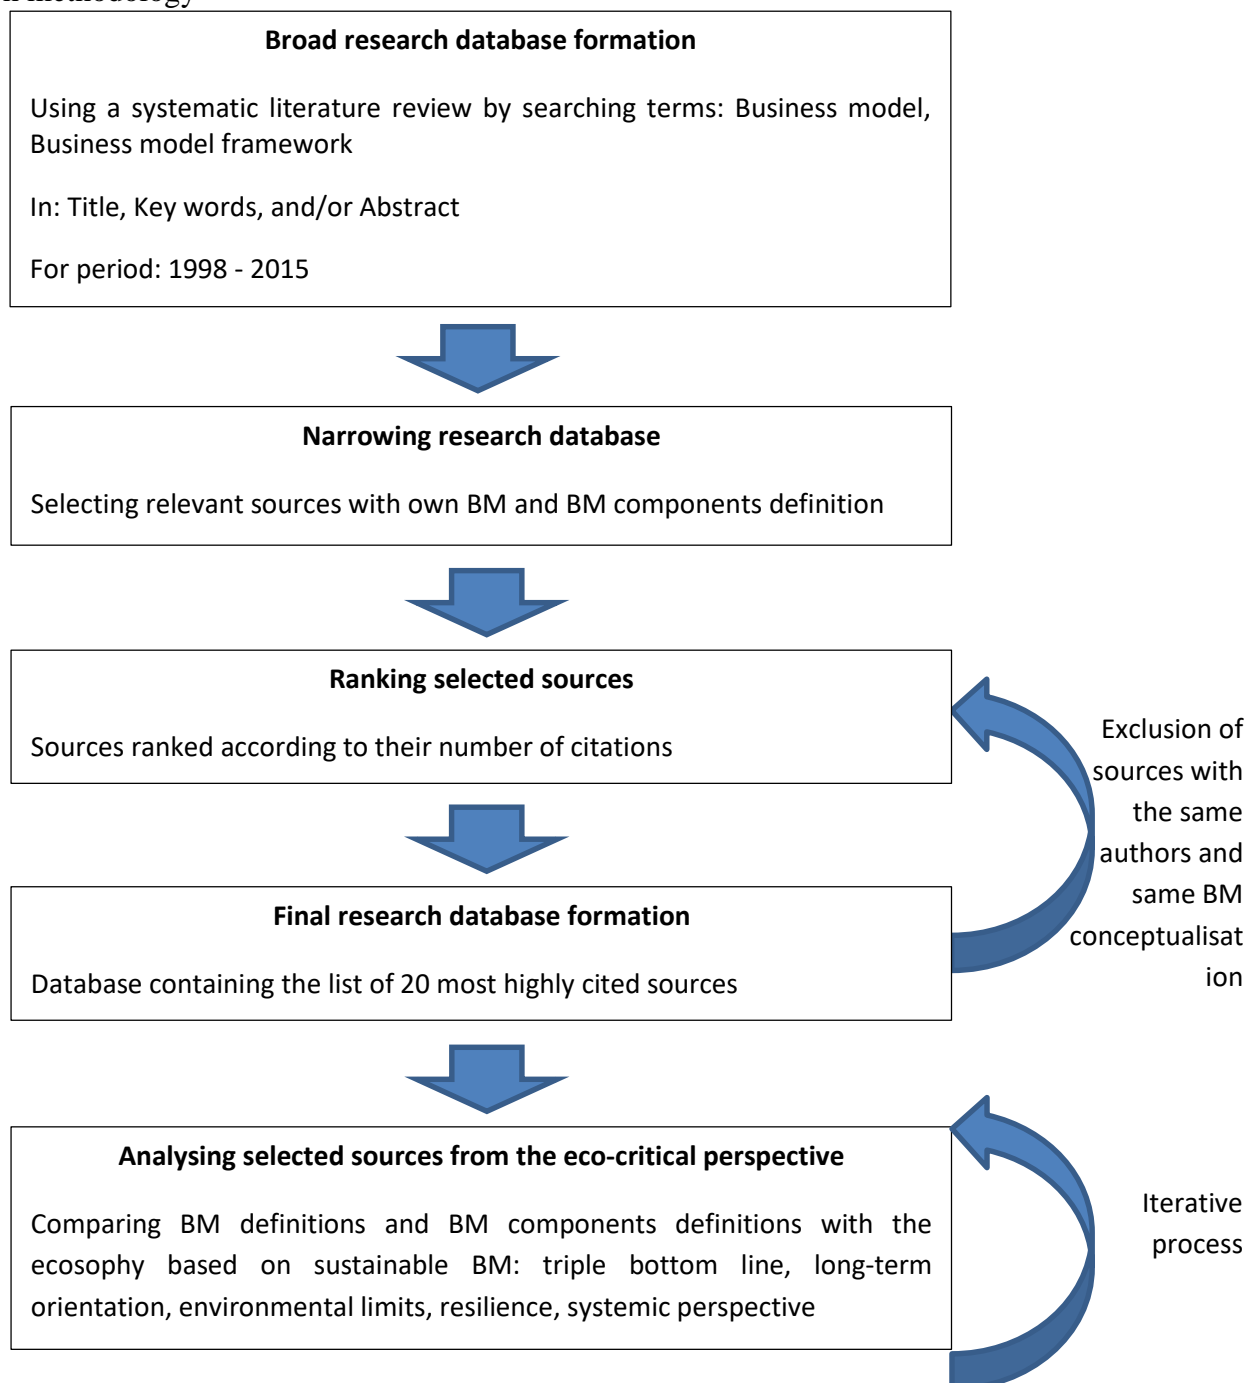 n methodology
Broad research database formation
Using a systematic literature review by searching terms: Business model,
Business model framework
In: Title, Key words, and/or Abstract
For period: 1998 - 2015
Narrowing research database
Selecting relevant sources with own BM and BM components definition
Ranking selected sources
Sources ranked according to their number of citations
Exclusion of
sources with
the same
authors and
same BM
conceptualisat
ion
Final research database formation
Database containing the list of 20 most highly cited sources
Analysing selected sources from the eco-critical perspective
Comparing BM definitions and BM components definitions with the
ecosophy based on sustainable BM: triple bottom line, long-term
orientation, environmental limits, resilience, systemic perspective
Iterative
process